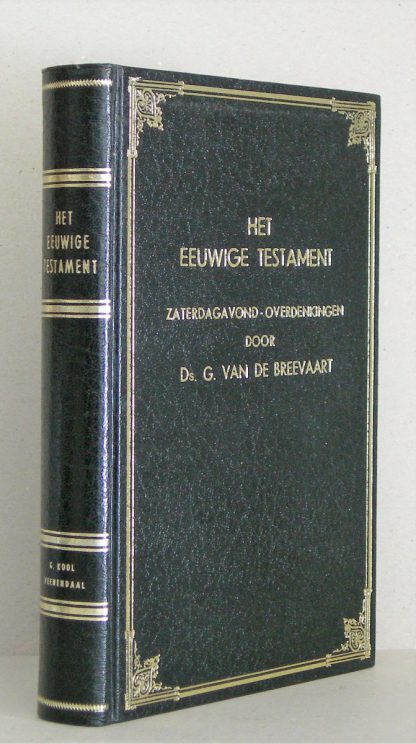 HET
EEUWIGE
TESTAMENT
G. KOOL
VEENENDAAL
HET
EEUWIGE TESTAMENT
ZATERDAGAVOND-OVERDENKINGEN
DOOR
Ds. G. VAN DE BREEVAART